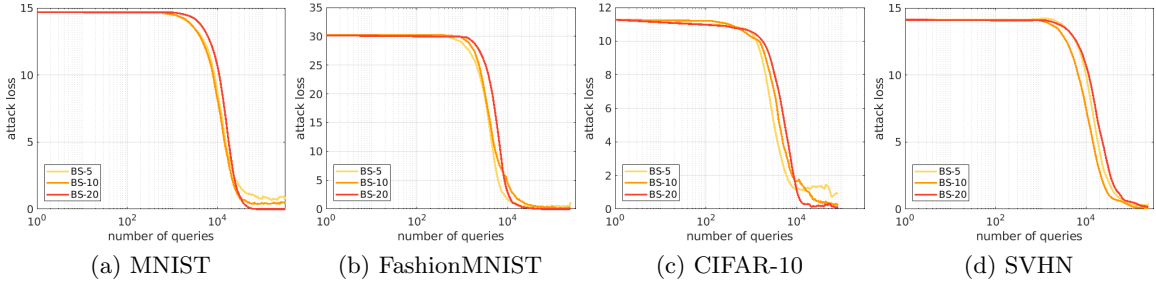 15
10
5
0
attack loss
BS-5
BS-10
BS-20
10^0
10^2
10^4
number of queries
(a) MNIST
35
30
25
20
15
10
5
0
attack loss
BS-5
BS-10
BS-20
10^0
10^2
10^4
number of queries
(b) FashionMNIST
12
10
8
6
4
2
0
attack loss
BS-5
BS-10
BS-20
10^0
10^2
10^4
number of queries
(c) CIFAR-10
15
10
5
0
attack loss
BS-5
BS-10
BS-20
10^0
10^2
10^4
number of queries
(d) SVHN